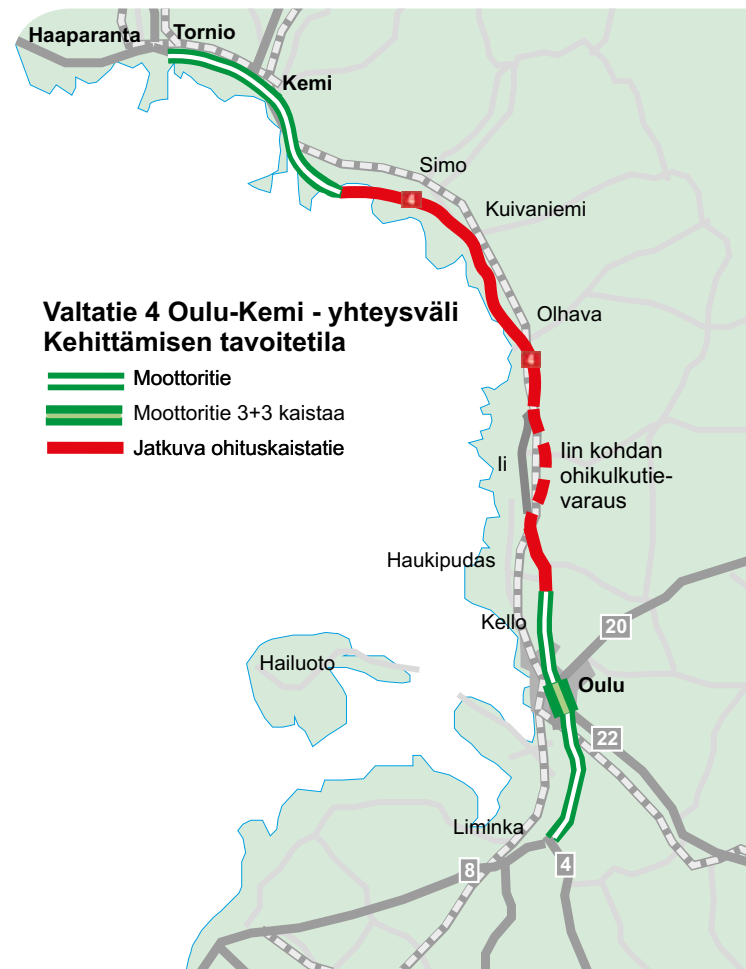 Haaparanta
Tornio
Kemi
Simo
4
Kuivaniemi
Valtatie 4 Oulu-Kemi - yhteysväli
Kehittämisen tavoitetila
Moottoritie
Moottoritie 3+3 kaistaa
Jatkuva ohituskaistatie
Olhava
4
Ii
Iin kohdan
ohikulkutie-
varaus
Haukipudas
Kello
20
Hailuoto
Oulu
22
Liminka
8
4